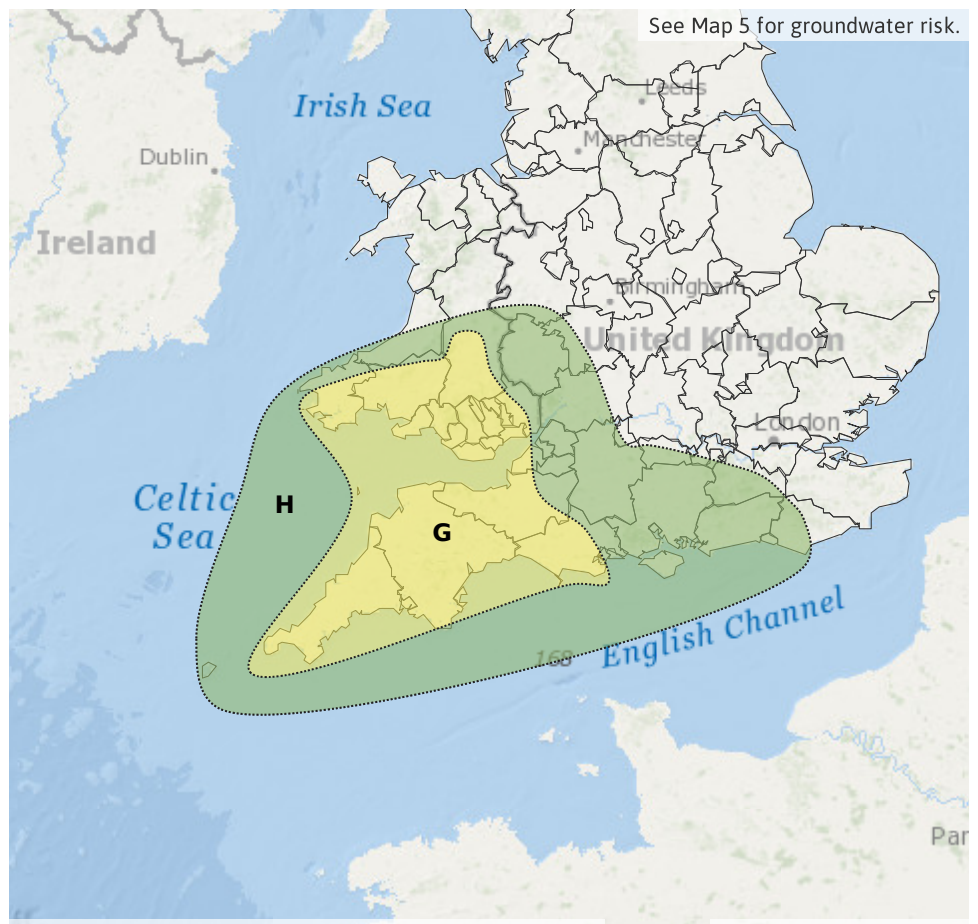 See Map 5 for groundwater risk.
Leeds
Irish Sea
Manchester
Dublin
Ireland
Birmingham
United Kingdom
London
Celtic
Sea
H
G
English Channel
168
Par